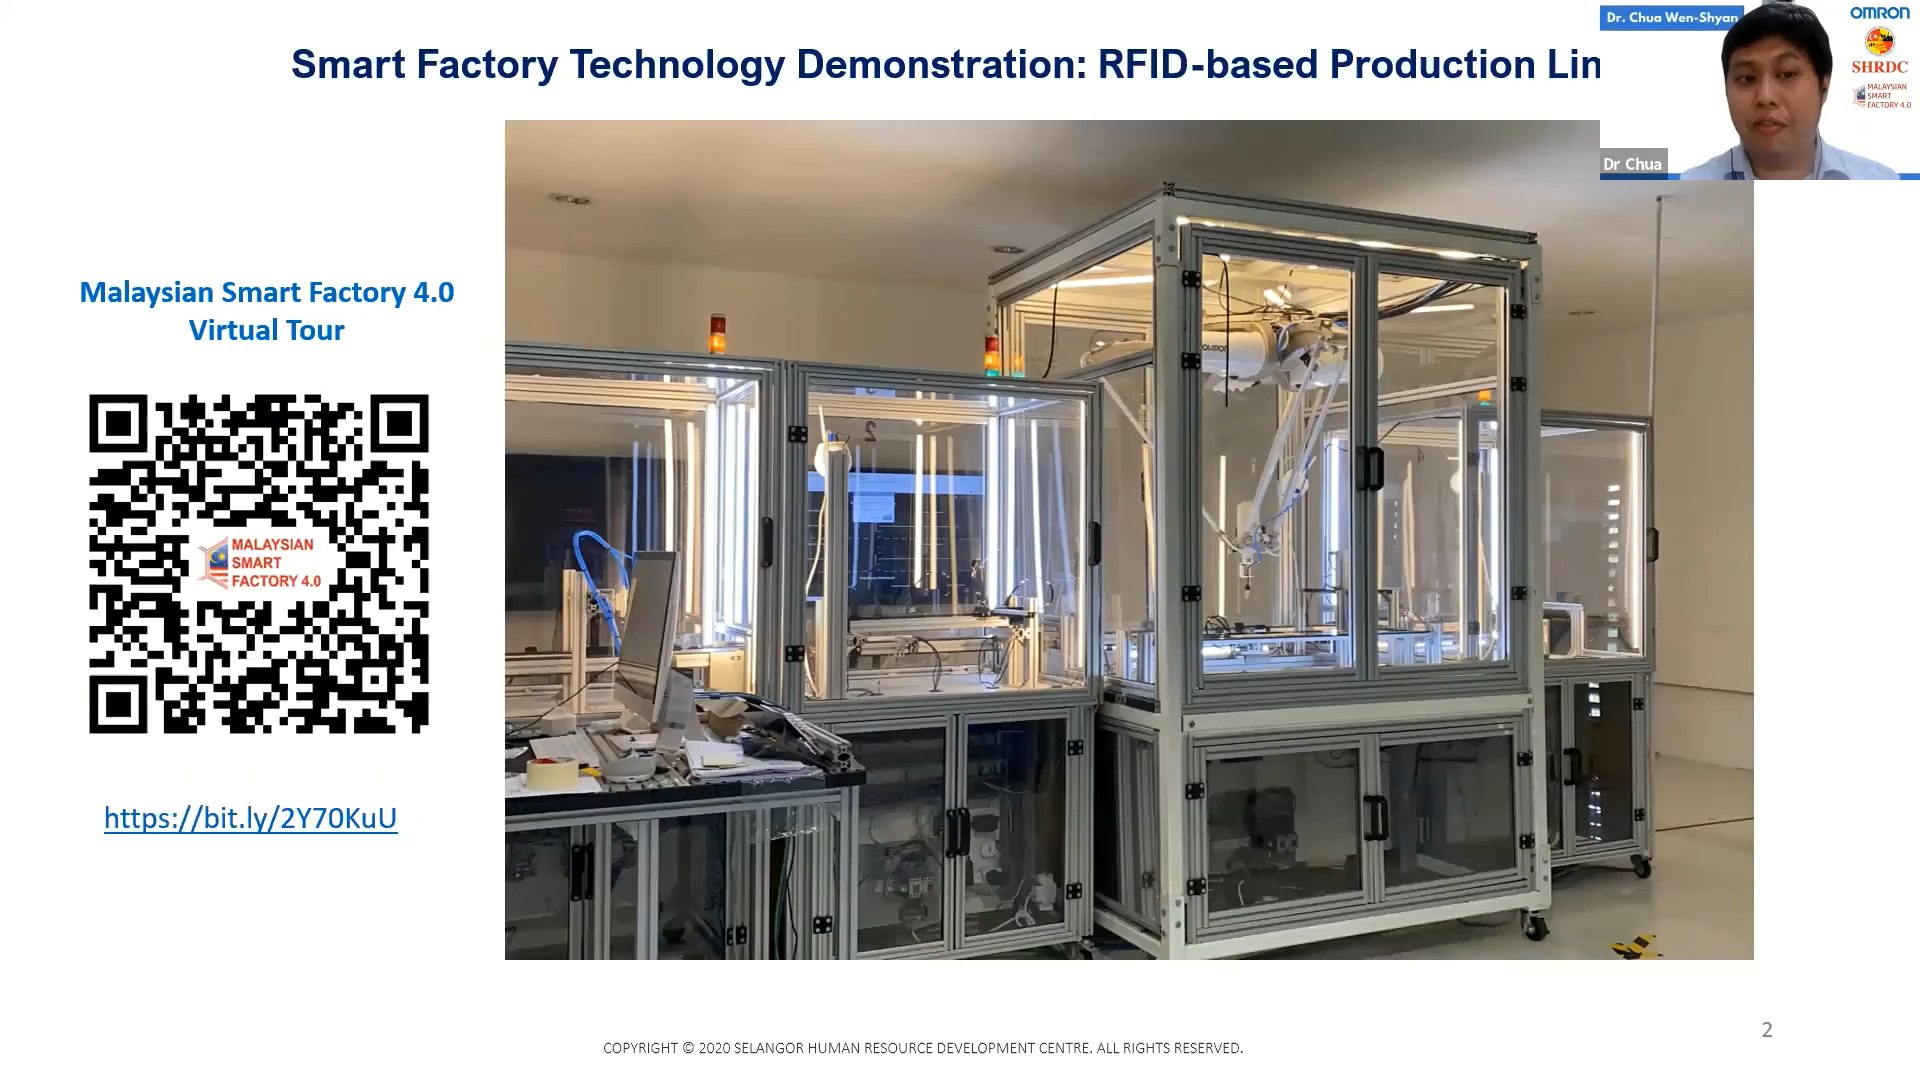 Smart Factory Technology Demonstration: RFID-based Production Lin
Dr. Chua Wen-Shyan
OMRON
SHRDC
MALAYSIAN
SMART
FACTORY 4.0
Dr Chua
Malaysian Smart Factory 4.0
Virtual Tour
MALAYSIAN
SMART
FACTORY 4.0
https://bit.ly/2Y70KuU
OMRON
2
COPYRIGHT © 2020 SELANGOR HUMAN RESOURCE DEVELOPMENT CENTRE. ALL RIGHTS RESERVED.
2